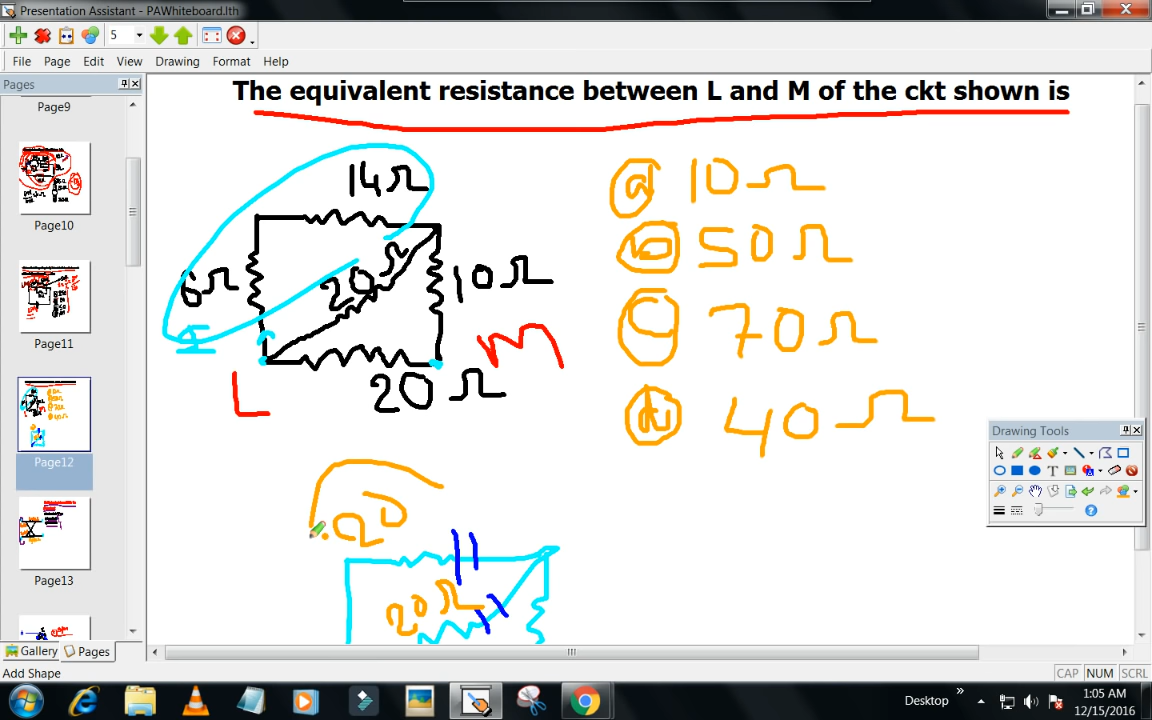 Presentation Assistant - PAWhiteboard.lth
5
File Page Edit View Drawing Format Help
Pages
Page9
Page10
Page11
Page12
Page13
The equivalent resistance between L and M of the ckt shown is
14Ω
6Ω
20Ω
10Ω
20Ω
L
M
I
a 10Ω
b 50Ω
C 70Ω
d 40Ω
20
20Ω
Drawing Tools
Gallery Pages
Add Shape
CAP NUM SCRL
Desktop
1:05 AM
12/15/2016